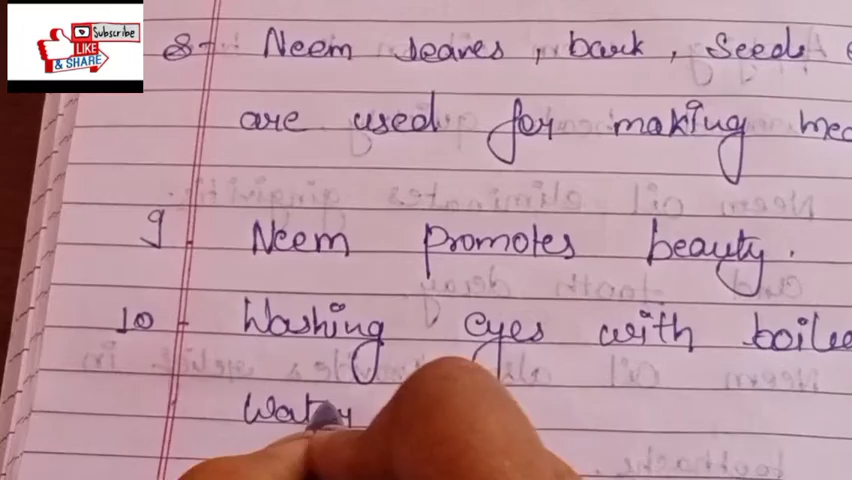 Subscribe
LIKE
& SHARE
8- Neem leaves , bark , Seeds
are used for making
9 Neem promotes beauty.
10 - Washing eyes with